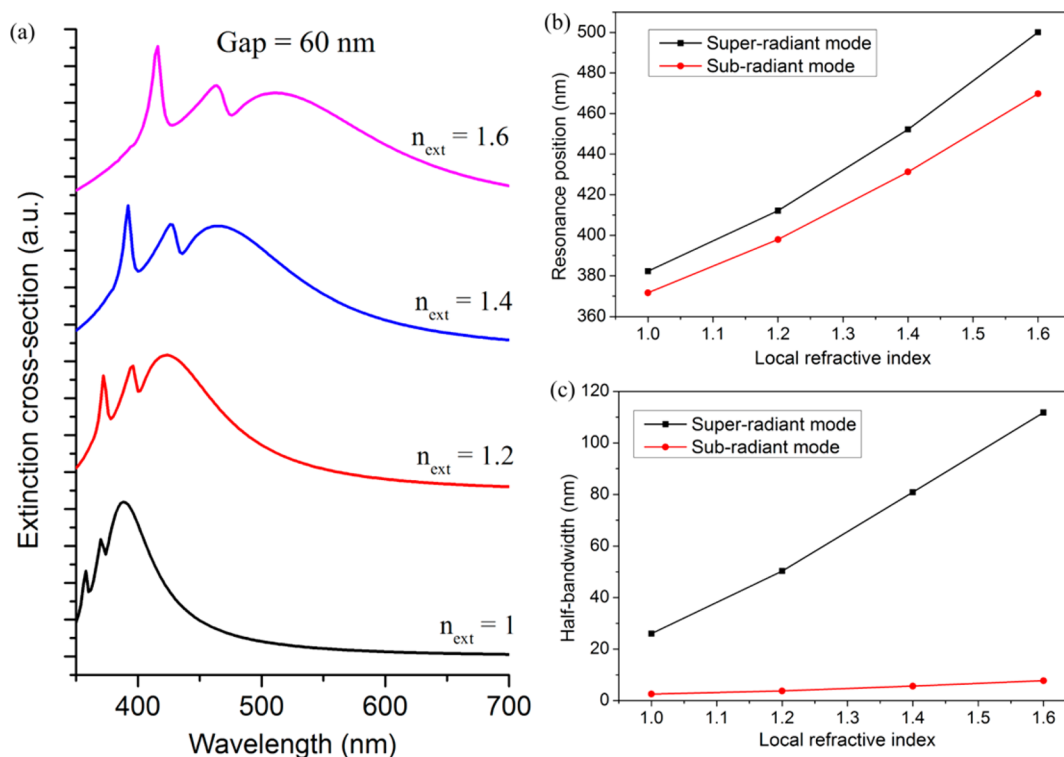 (a)
Gap = 60 nm
n_ext = 1.6
n_ext = 1.4
n_ext = 1.2
n_ext = 1
Extinction cross-section (a.u.)
400 500 600 700
Wavelength (nm)
(b)
500
480
460
440
420
400
380
360
Super-radiant mode
Sub-radiant mode
Resonance position (nm)
1.0 1.1 1.2 1.3 1.4 1.5 1.6
Local refractive index
(c)
120
100
80
60
40
20
0
Super-radiant mode
Sub-radiant mode
Half-bandwidth (nm)
1.0 1.1 1.2 1.3 1.4 1.5 1.6
Local refractive index